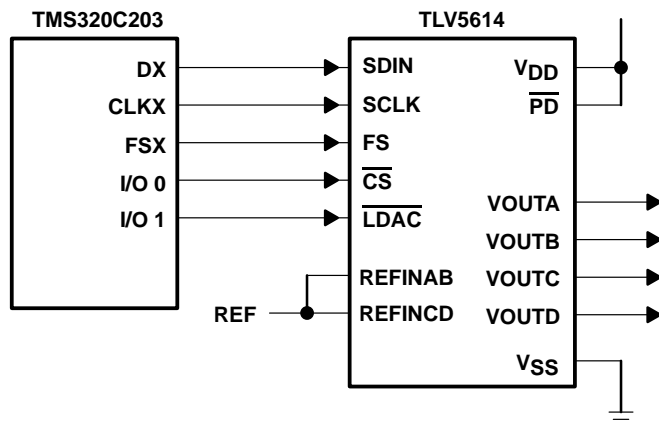 TMS320C203
TLV5614
DX
SDIN
VDD
CLKX
SCLK
PD
FSX
FS
I/O 0
CS
I/O 1
LDAC
VOUTA
VOUTB
REFINAB
VOUTC
REF
REFINCD
VOUTD
VSS